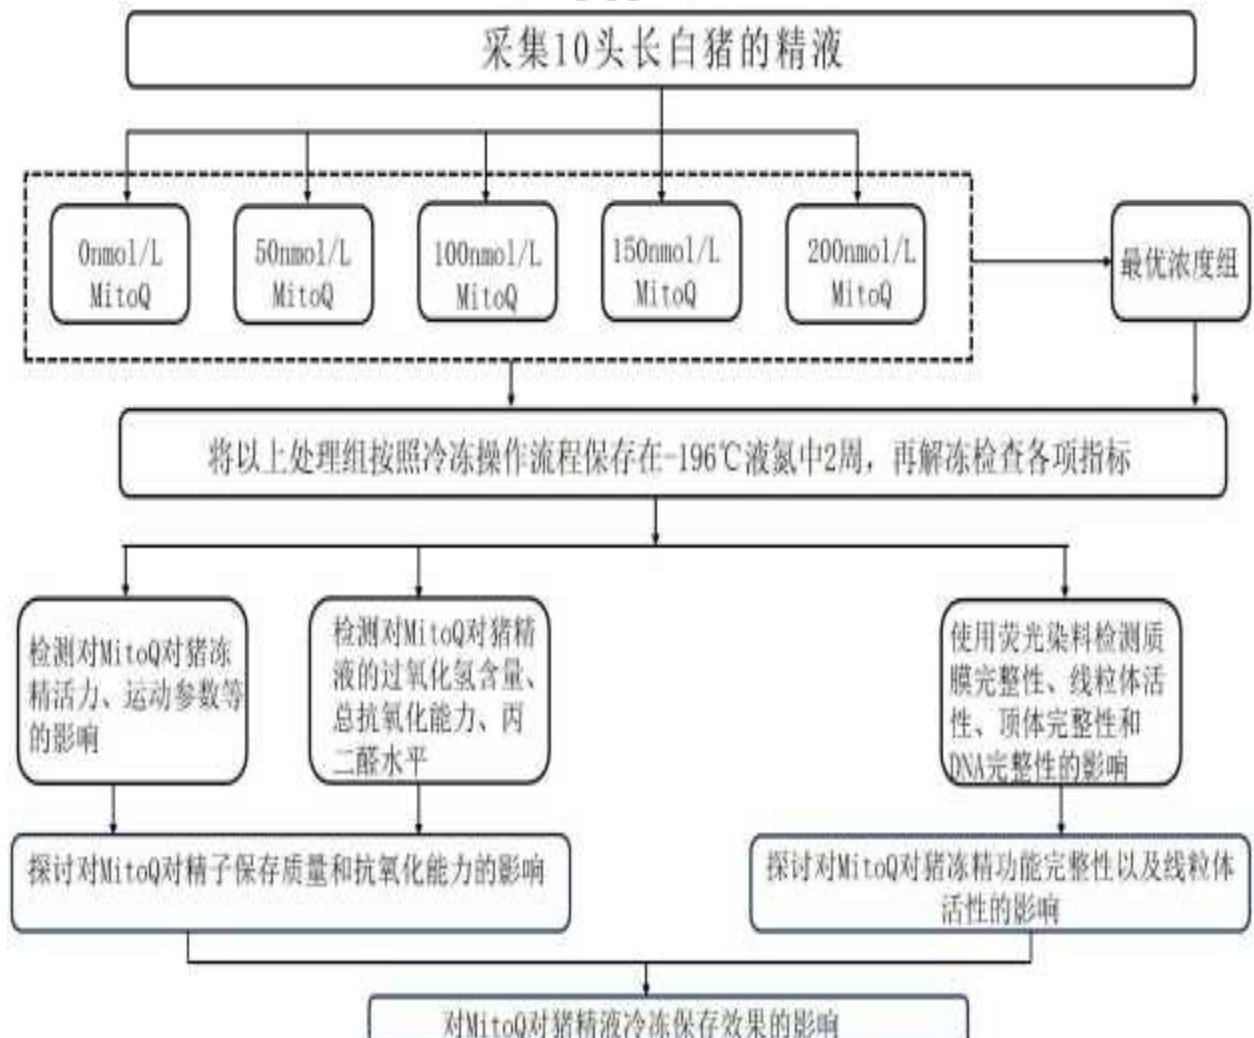 采集10头长白猪的精液
0nmol/L
MitoQ
50nmol/L
MitoQ
100nmol/L
MitoQ
150nmol/L
MitoQ
200nmol/L
MitoQ
最优浓度组
将以上处理组按照冷冻操作流程保存在-196℃液氮中2周，再解冻检查各项指标
检测对MitoQ对猪冻
精活力、运动参数等
的影响
检测对MitoQ对猪精
液的过氧化氢含量、
总抗氧化能力、丙
二醛水平
使用荧光染料检测质
膜完整性、线粒体活
性、顶体完整性和
DNA完整性的影响
探讨对MitoQ对精子保存质量和抗氧化能力的影响
探讨对MitoQ对猪冻精功能完整性以及线粒体
活性的影响
对MitoQ对猪精液冷冻保存效果的影响